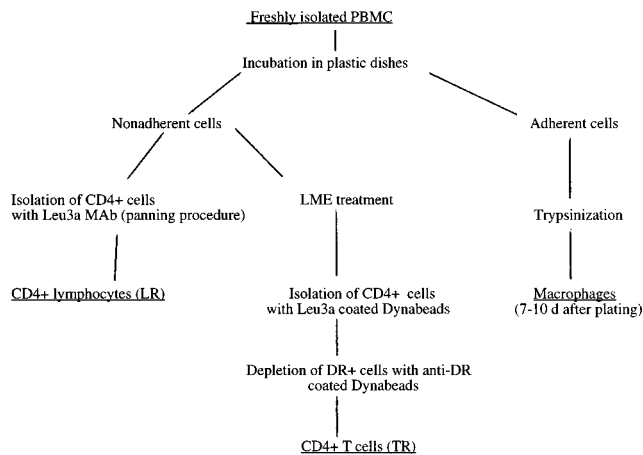 Freshly isolated PBMC
Incubation in plastic dishes
Nonadherent cells
Adherent cells
Isolation of CD4+ cells
with Leu3a MAb (panning procedure)
LME treatment
Trypsinization
CD4+ lymphocytes (LR)
Isolation of CD4+ cells
with Leu3a coated Dynabeads
Macrophages
(7-10 d after plating)
Depletion of DR+ cells with anti-DR
coated Dynabeads
CD4+ T cells (TR)